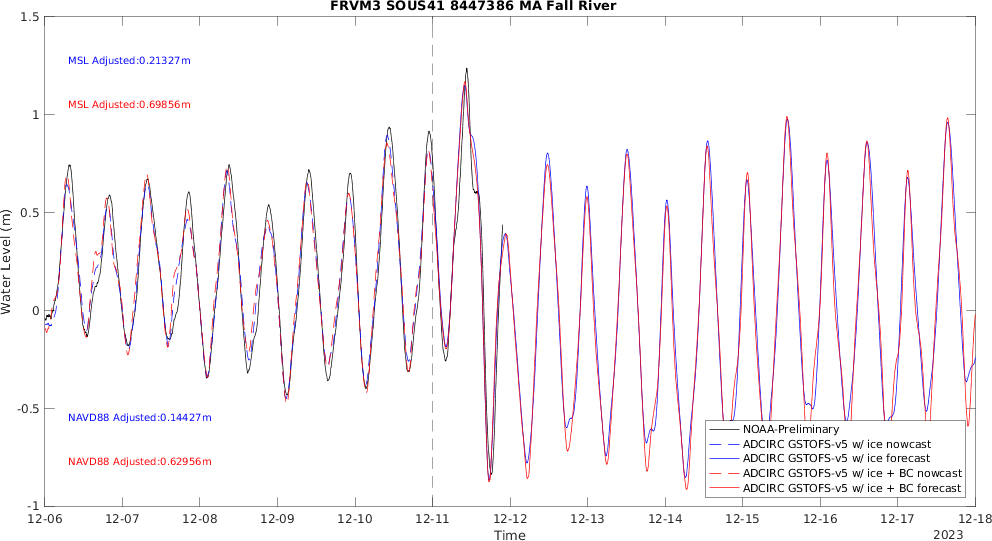 FRVM3 SOUS41 8447386 MA Fall River
1.5
1
0.5
0
-0.5
-1
Water Level (m)
MSL Adjusted:0.21327m
MSL Adjusted:0.69856m
NAVD88 Adjusted:0.14427m
NAVD88 Adjusted:0.62956m
NOAA-Preliminary
ADCIRC GSTOFS-v5 w/ ice nowcast
ADCIRC GSTOFS-v5 w/ ice forecast
ADCIRC GSTOFS-v5 w/ ice + BC nowcast
ADCIRC GSTOFS-v5 w/ ice + BC forecast
12-06 12-07 12-08 12-09 12-10 12-11 12-12 12-13 12-14 12-15 12-16 12-17 12-18
Time
2023